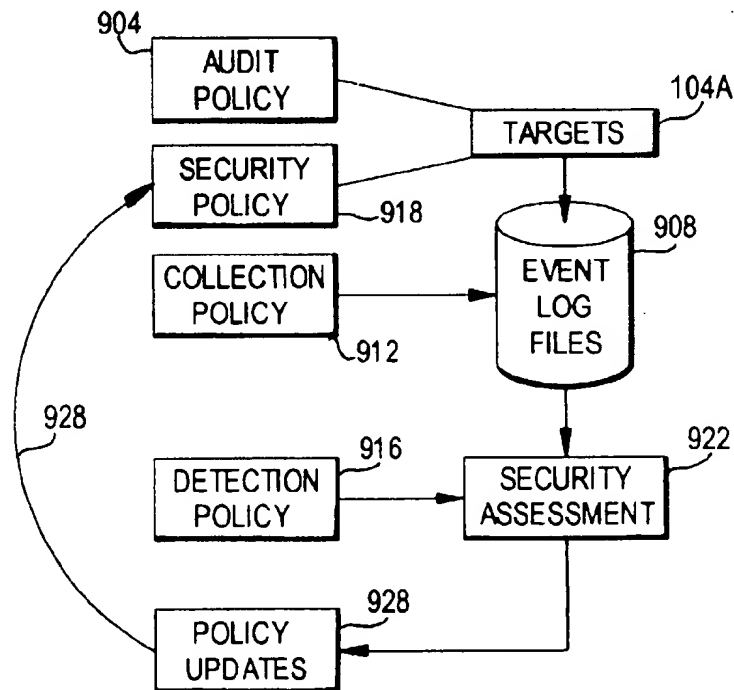 904
AUDIT
POLICY
104A
TARGETS
SECURITY
POLICY
918
908
EVENT
LOG
FILES
COLLECTION
POLICY
912
928
916
922
DETECTION
POLICY
SECURITY
ASSESSMENT
928
POLICY
UPDATES